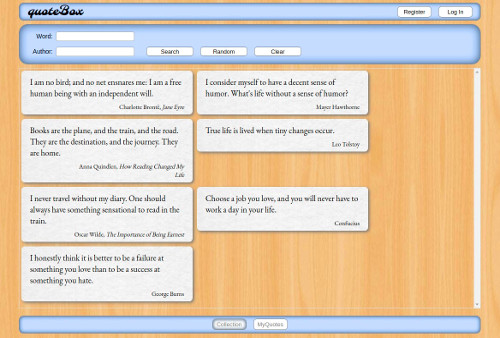 quoteBox
Register
Log In
Word:
Author:
Search
Random
Clear
I am no bird; and no net ensnares me: I am a free
human being with an independent will.
Charlotte Brontë, Jane Eyre
I consider myself to have a decent sense of
humor. What's life without a sense of humor?
Mayer Hawthorne
Books are the plane, and the train, and the road.
They are the destination, and the journey. They
are home.
Anna Quindlen, How Reading Changed My
Life
True life is lived when tiny changes occur.
Leo Tolstoy
I never travel without my diary. One should
always have something sensational to read in the
train.
Oscar Wilde, The Importance of Being Earnest
Choose a job you love, and you will never have to
work a day in your life.
Confucius
I honestly think it is better to be a failure at
something you love than to be a success at
something you hate.
George Burns
Collection
MyQuotes